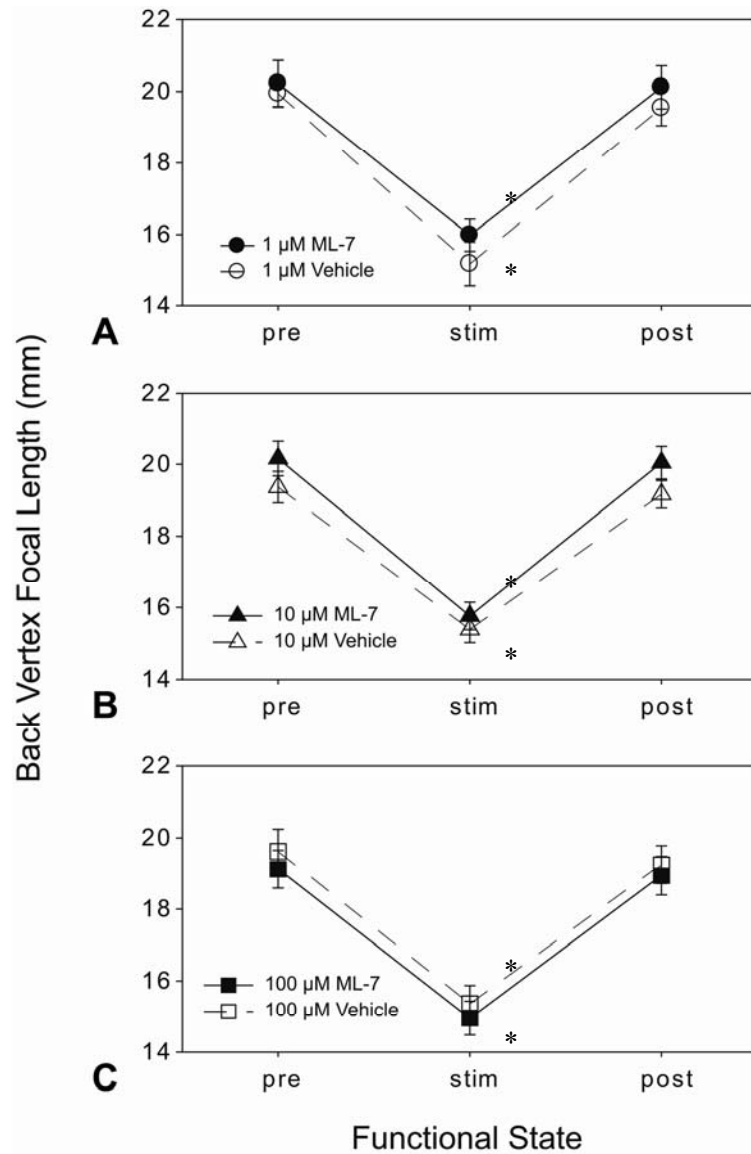 Back Vertex Focal Length (mm)
22
20
18
16
14
*
*
1 µM ML-7
1 µM Vehicle
A
pre stim post
22
20
18
16
14
*
*
10 µM ML-7
10 µM Vehicle
B
pre stim post
22
20
18
16
14
*
*
100 µM ML-7
100 µM Vehicle
C
pre stim post
Functional State